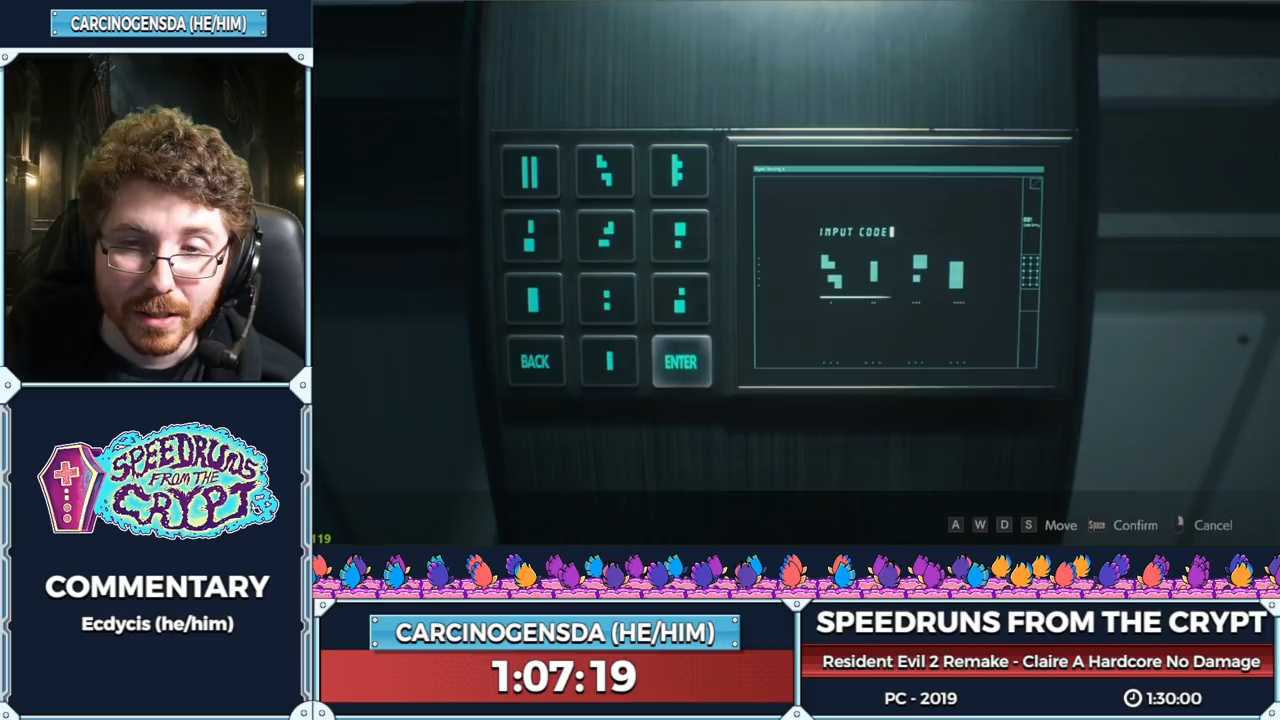 CARCINOGENSDA (HE/HIM)
INPUT CODE
BACK
ENTER
A W D S Move Space Confirm Cancel
119
SPEEDRUNS
FROM THE
CRYPT
COMMENTARY
Ecdycis (he/him)
CARCINOGENSDA (HE/HIM)
1:07:19
SPEEDRUNS FROM THE CRYPT
Resident Evil 2 Remake - Claire A Hardcore No Damage
PC - 2019
1:30:00